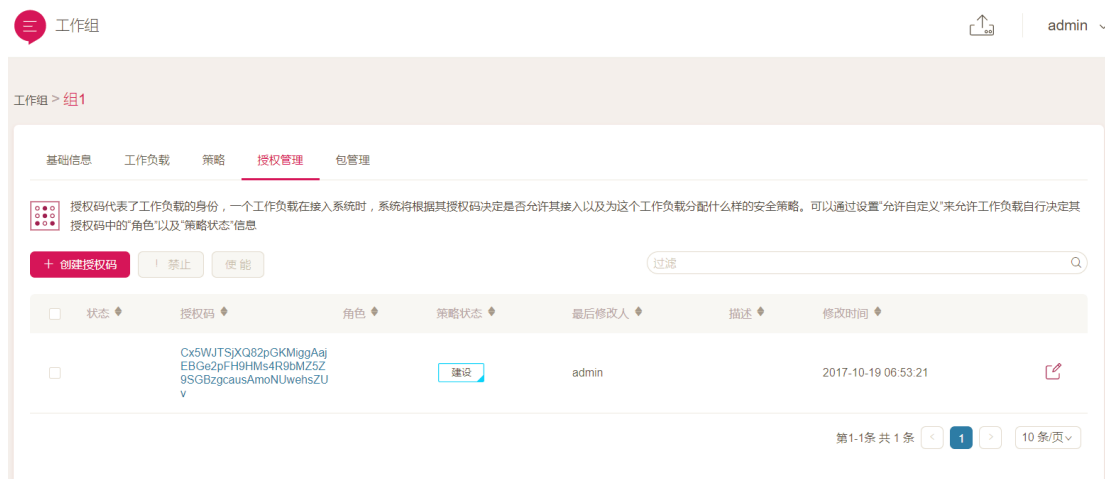 工作组
admin
工作组 > 组1
基础信息 工作负载 策略 授权管理 包管理
授权码代表了工作负载的身份，一个工作负载在接入系统时，系统将根据其授权码决定是否允许其接入以及为这个工作负载分配什么样的安全策略。可以通过设置“允许自定义”来允许工作负载自行决定其
授权码中的“角色”以及“策略状态”信息
+ 创建授权码 ! 禁止 使能 过滤
状态 授权码 角色 策略状态 最后修改人 描述 修改时间
Cx5WJTSjXQ82pGKMiggAaj
EBGe2pFH9HMs4R9bMZ5Z
9SGBzgcausAmoNUwehsZU
v
建设 admin 2017-10-19 06:53:21
第1-1条 共 1 条 < 1 > 10 条/页